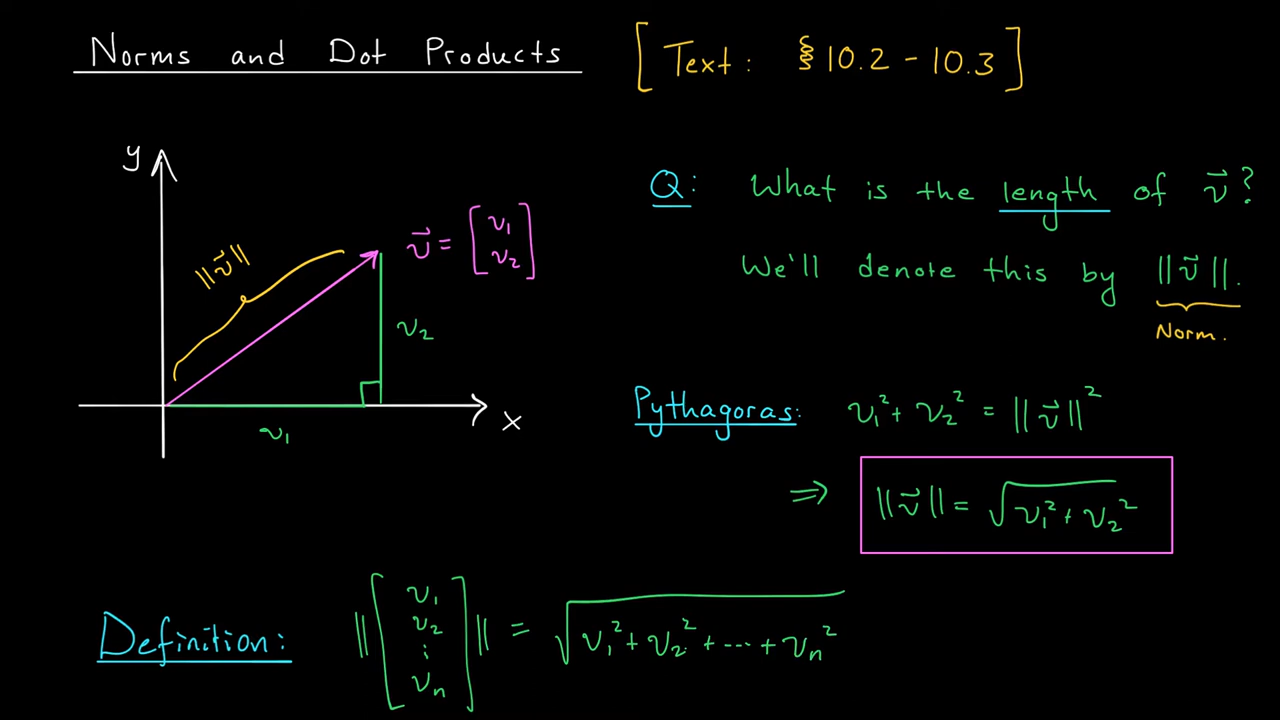 Norms and Dot Products [Text: § 10.2 - 10.3]
y
‖v⃗‖
v⃗ = [v₁ v₂]
v₂
v₁
x
Q: What is the length of v⃗?
We'll denote this by ‖v⃗‖.
Norm.
Pythagoras: v₁² + v₂² = ‖v⃗‖²
⇒ ‖v⃗‖ = √(v₁² + v₂²)
Definition: ‖[v₁ v₂ ⋮ vₙ]‖ = √(v₁² + v₂² + ⋯ + vₙ²)